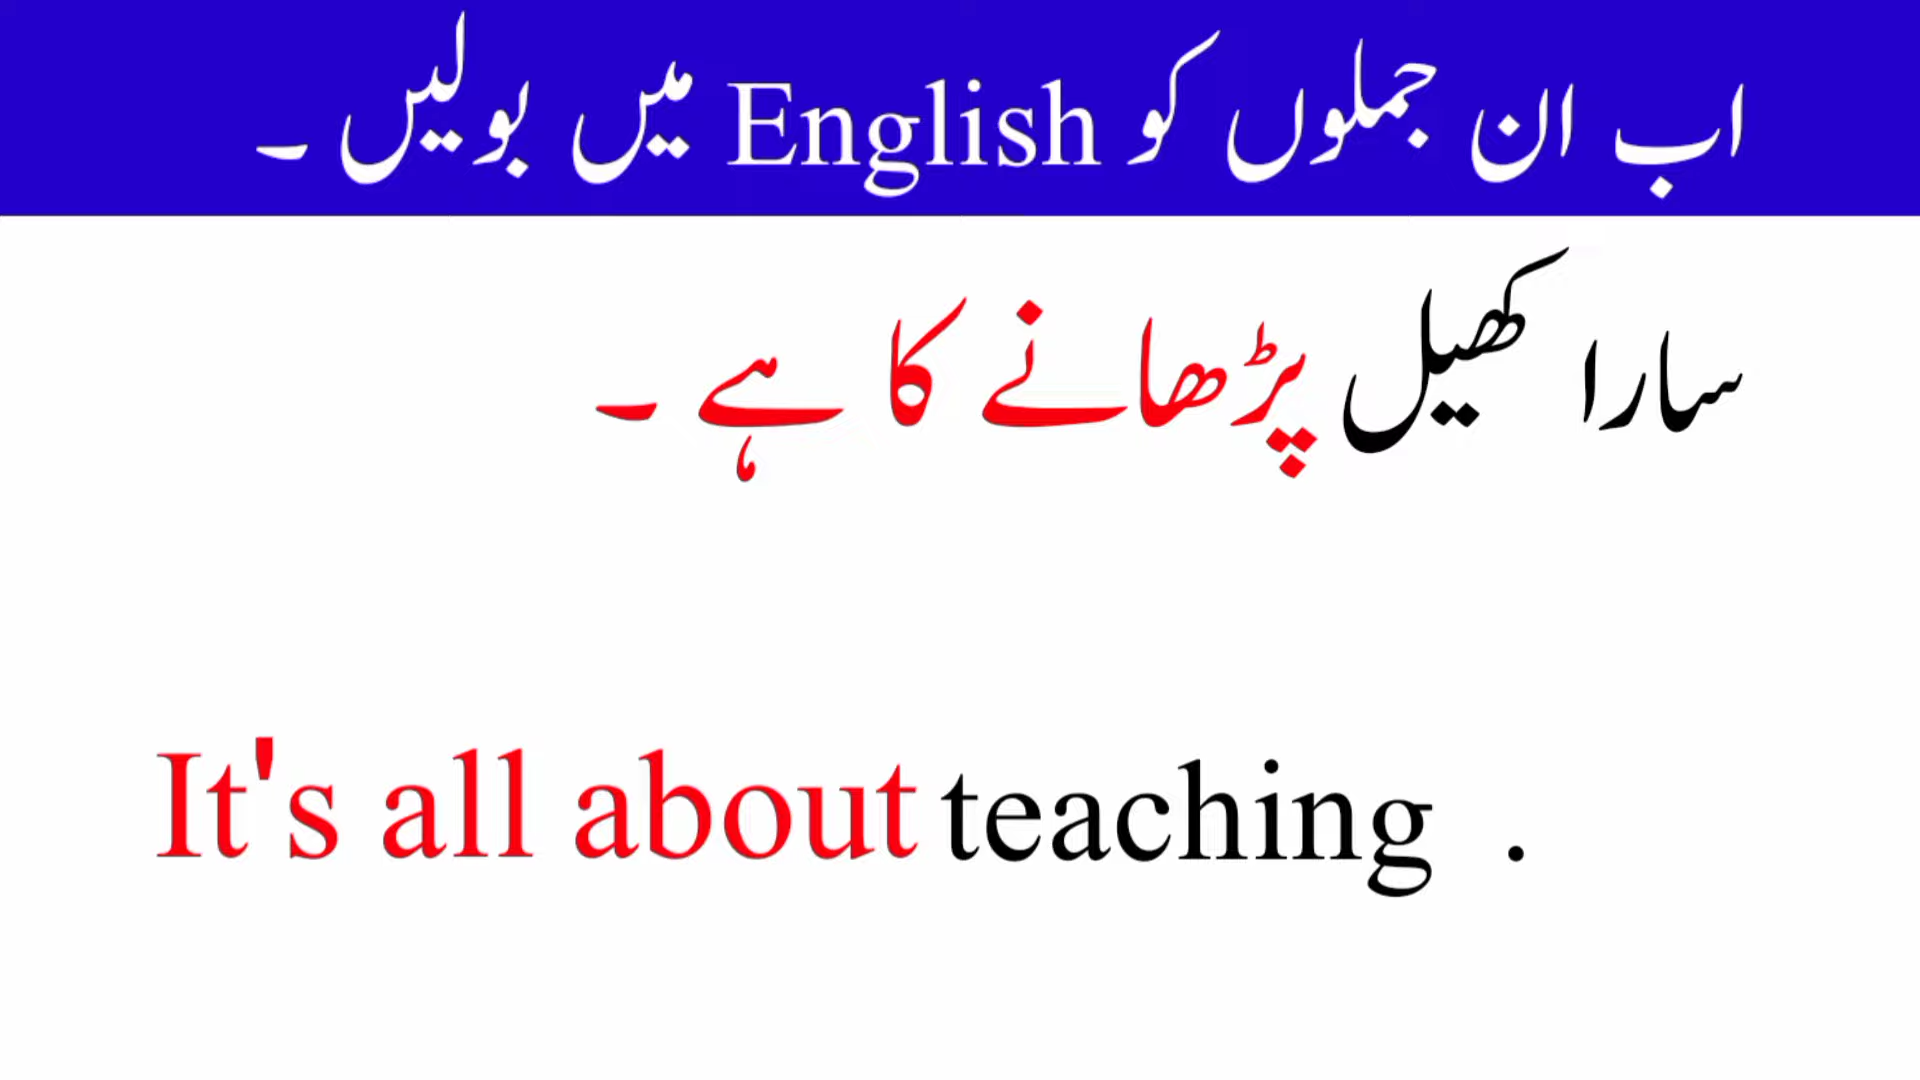 اب ان جملوں کو English میں بولیں ۔
سارا کھیل پڑھانے کا ہے ۔
It's all about teaching .